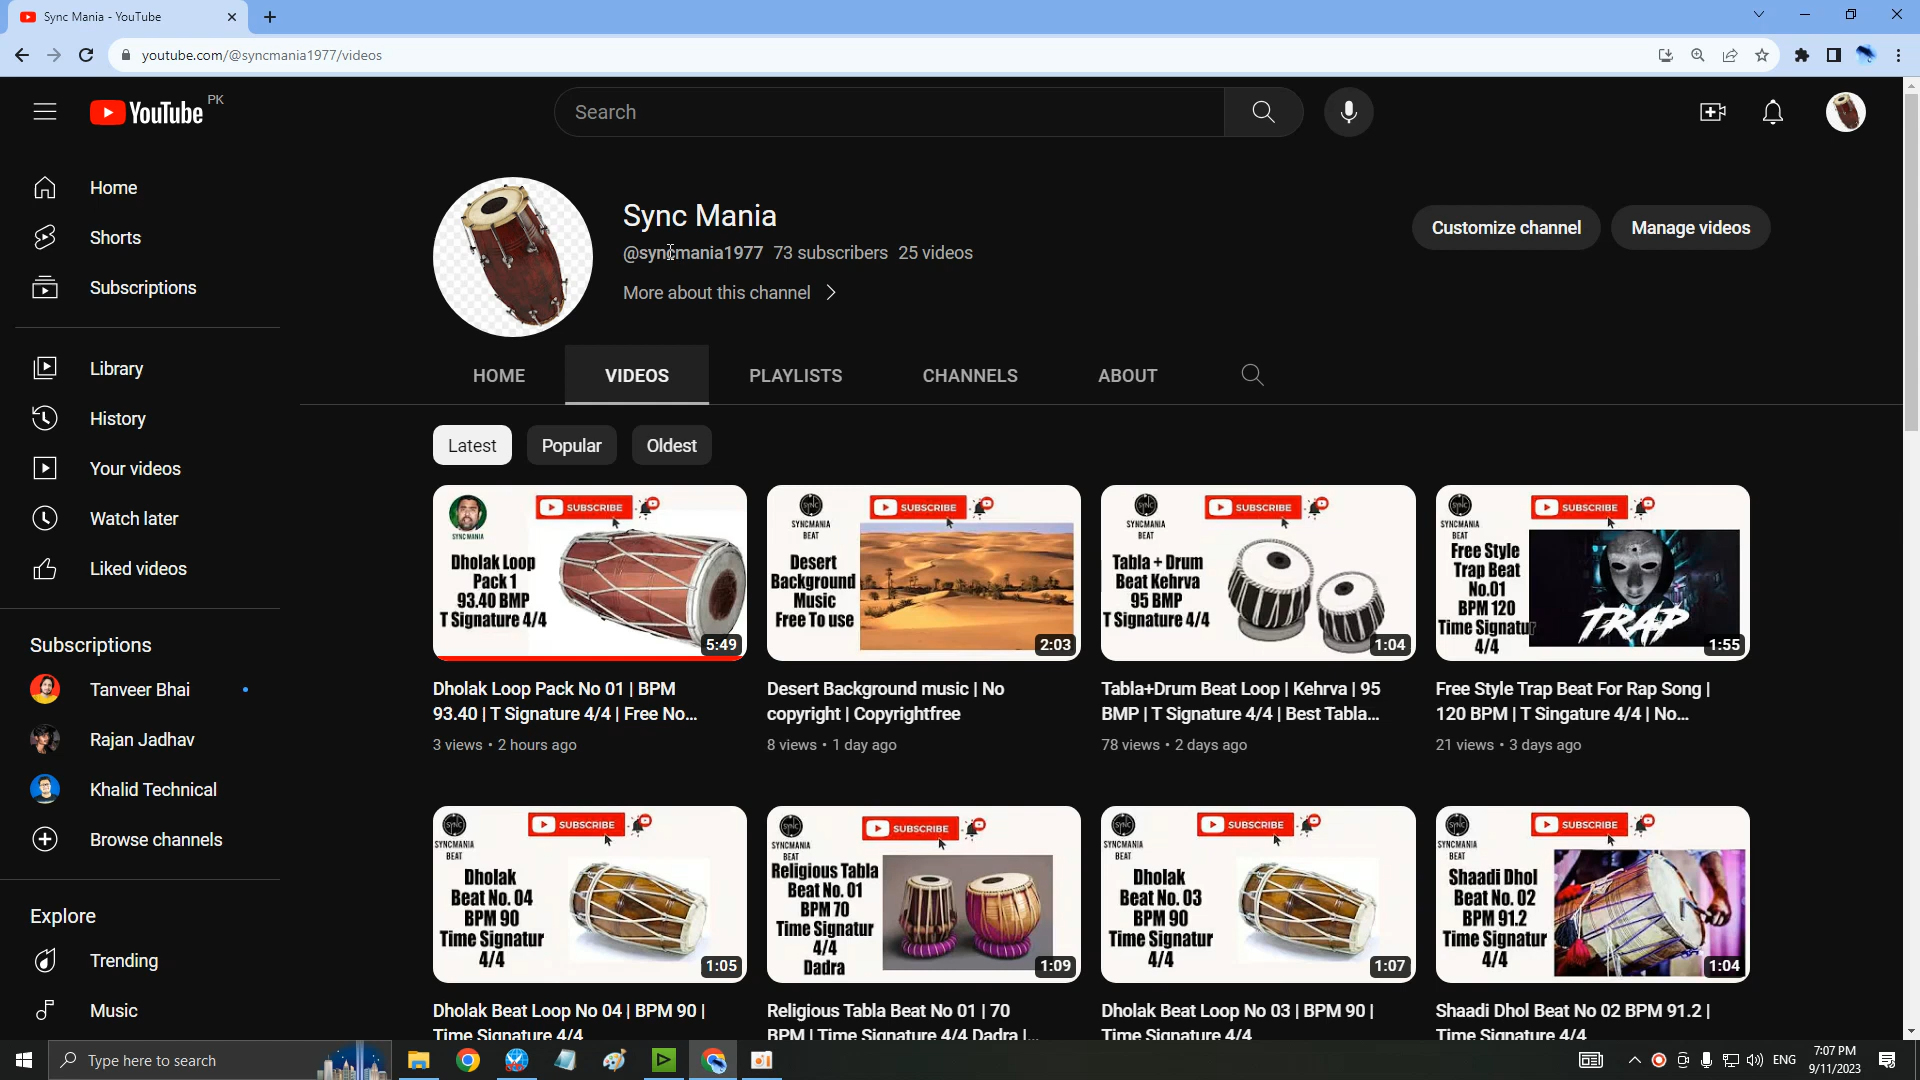 Sync Mania - YouTube
youtube.com/@syncmania1977/videos
YouTube PK
Search
Home
Shorts
Subscriptions
Library
History
Your videos
Watch later
Liked videos
Subscriptions
Tanveer Bhai
Rajan Jadhav
Khalid Technical
Browse channels
Explore
Trending
Music
Sync Mania
@syncmania1977 73 subscribers 25 videos
More about this channel
Customize channel
Manage videos
HOME VIDEOS PLAYLISTS CHANNELS ABOUT
Latest Popular Oldest
SYNC MANIA
SUBSCRIBE
Dholak Loop
Pack 1
93.40 BMP
T Signature 4/4
5:49
Dholak Loop Pack No 01 | BPM
93.40 | T Signature 4/4 | Free No...
3 views • 2 hours ago
SYNCMANIA
BEAT
SUBSCRIBE
Desert
Background
Music
Free To use
2:03
Desert Background music | No
copyright | Copyrightfree
8 views • 1 day ago
SYNCMANIA
BEAT
SUBSCRIBE
Tabla + Drum
Beat Kehrva
95 BMP
T Signature 4/4
1:04
Tabla+Drum Beat Loop | Kehrva | 95
BMP | T Signature 4/4 | Best Tabla...
78 views • 2 days ago
SYNCMANIA
BEAT
SUBSCRIBE
Free Style
Trap Beat
No.01
BPM 120
Time Signatur
4/4
TRAP
1:55
Free Style Trap Beat For Rap Song |
120 BPM | T Singature 4/4 | No...
21 views • 3 days ago
SYNC
SYNCMANIA
BEAT
SUBSCRIBE
Dholak
Beat No. 04
BPM 90
Time Signatur
4/4
1:05
Dholak Beat Loop No 04 | BPM 90 |
Time Signature 4/4
SYNC
SYNCMANIA
BEAT
SUBSCRIBE
Religious Tabla
Beat No. 01
BPM 70
Time Signatur
4/4
Dadra
1:09
Religious Tabla Beat No 01 | 70
BPM | Time Signature 4/4 Dadra |...
SYNC
SYNCMANIA
BEAT
SUBSCRIBE
Dholak
Beat No. 03
BPM 90
Time Signatur
4/4
1:07
Dholak Beat Loop No 03 | BPM 90 |
Time Signature 4/4
SYNC
SYNCMANIA
BEAT
SUBSCRIBE
Shaadi Dhol
Beat No. 02
BPM 91.2
Time Signatur
4/4
1:04
Shaadi Dhol Beat No 02 BPM 91.2 |
Time Signature 4/4
Type here to search
ENG
7:07 PM
9/11/2023